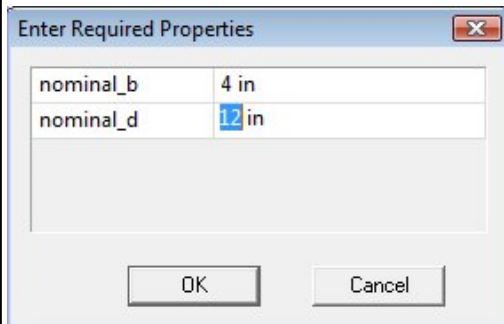 Enter Required Properties
nominal_b 4 in
nominal_d 12 in
OK Cancel